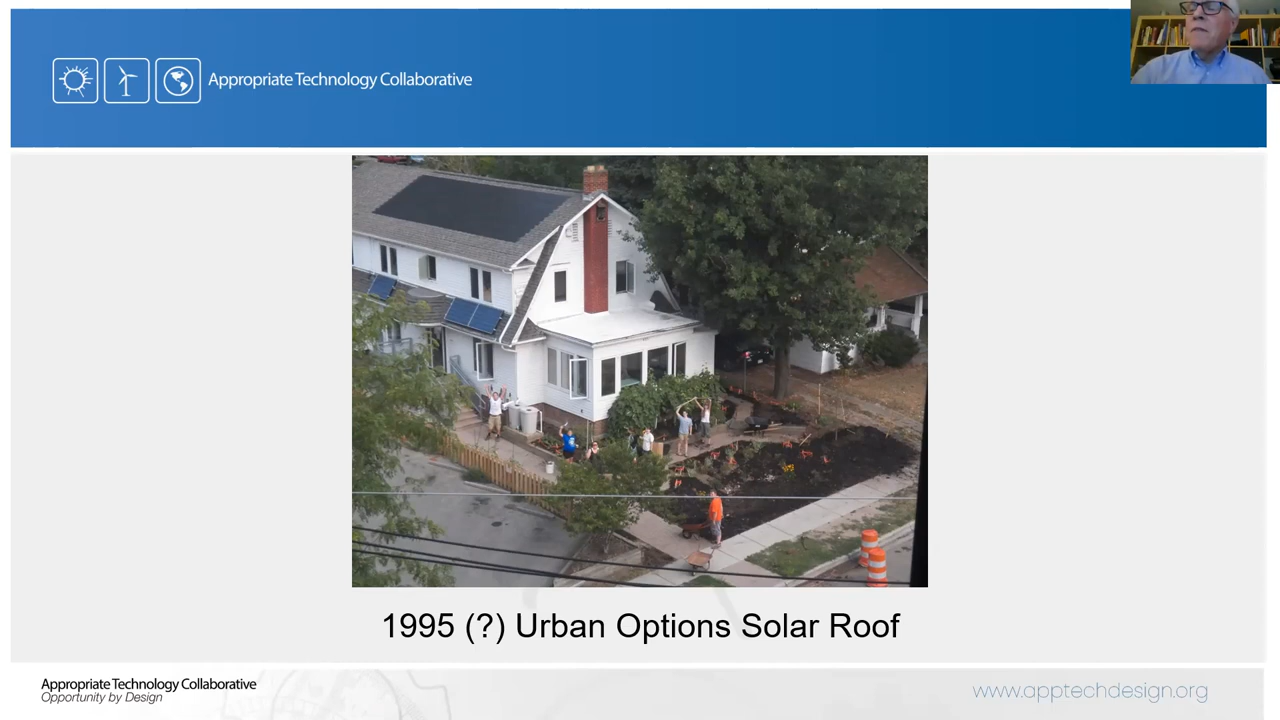 Appropriate Technology Collaborative
1995 (?) Urban Options Solar Roof
Appropriate Technology Collaborative
Opportunity by Design
www.apptechdesign.org